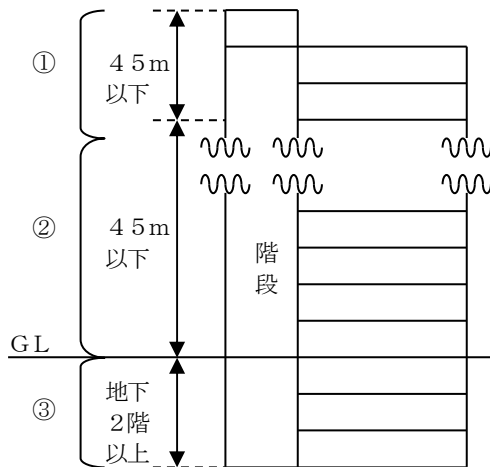 ①
４５ｍ
以下
②
４５ｍ
以下
階
段
ＧＬ
③
地下
２階
以上